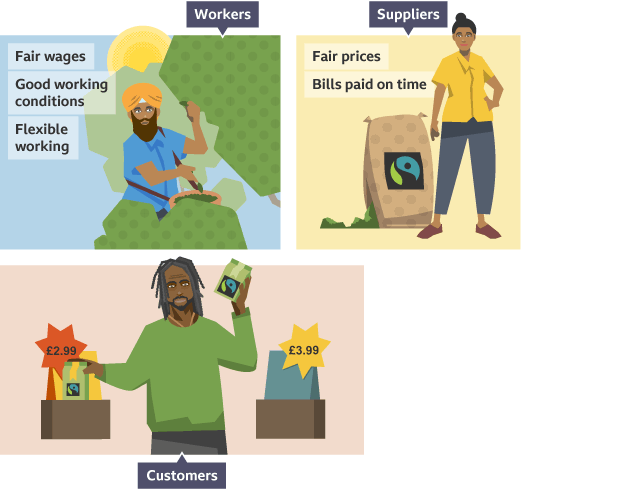 Workers
Fair wages
Good working
conditions
Flexible
working
Suppliers
Fair prices
Bills paid on time
£2.99
£3.99
Customers